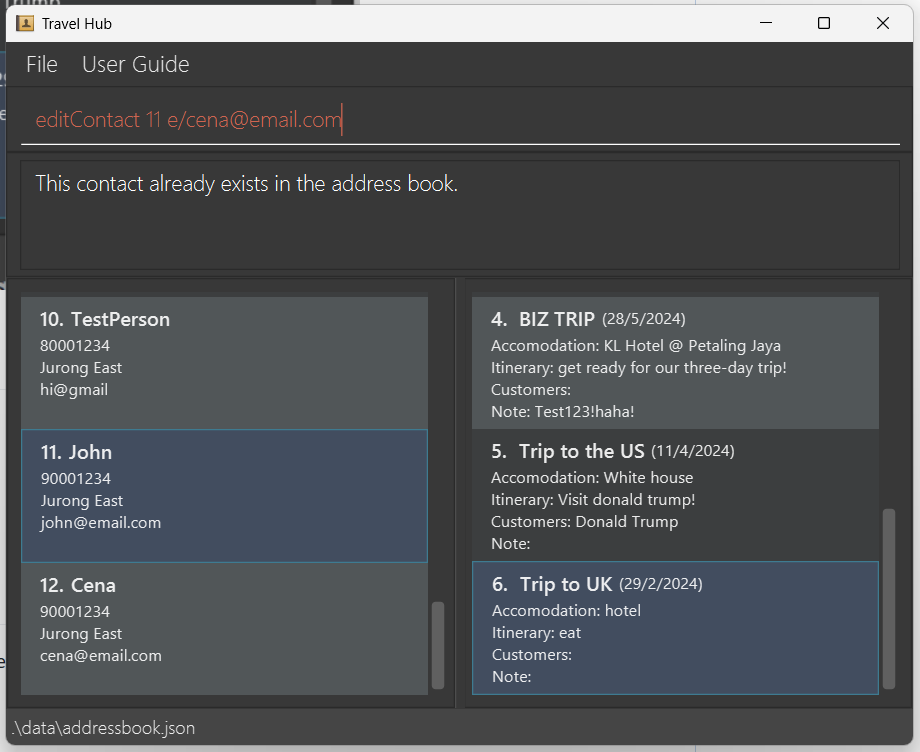 Travel Hub
File User Guide
editContact 11 e/cena@email.com
This contact already exists in the address book.
10. TestPerson
80001234
Jurong East
hi@gmail
11. John
90001234
Jurong East
john@email.com
12. Cena
90001234
Jurong East
cena@email.com
4. BIZ TRIP (28/5/2024)
Accomodation: KL Hotel @ Petaling Jaya
Itinerary: get ready for our three-day trip!
Customers:
Note: Test123!haha!
5. Trip to the US (11/4/2024)
Accomodation: White house
Itinerary: Visit donald trump!
Customers: Donald Trump
Note:
6. Trip to UK (29/2/2024)
Accomodation: hotel
Itinerary: eat
Customers:
Note:
.\data\addressbook.json